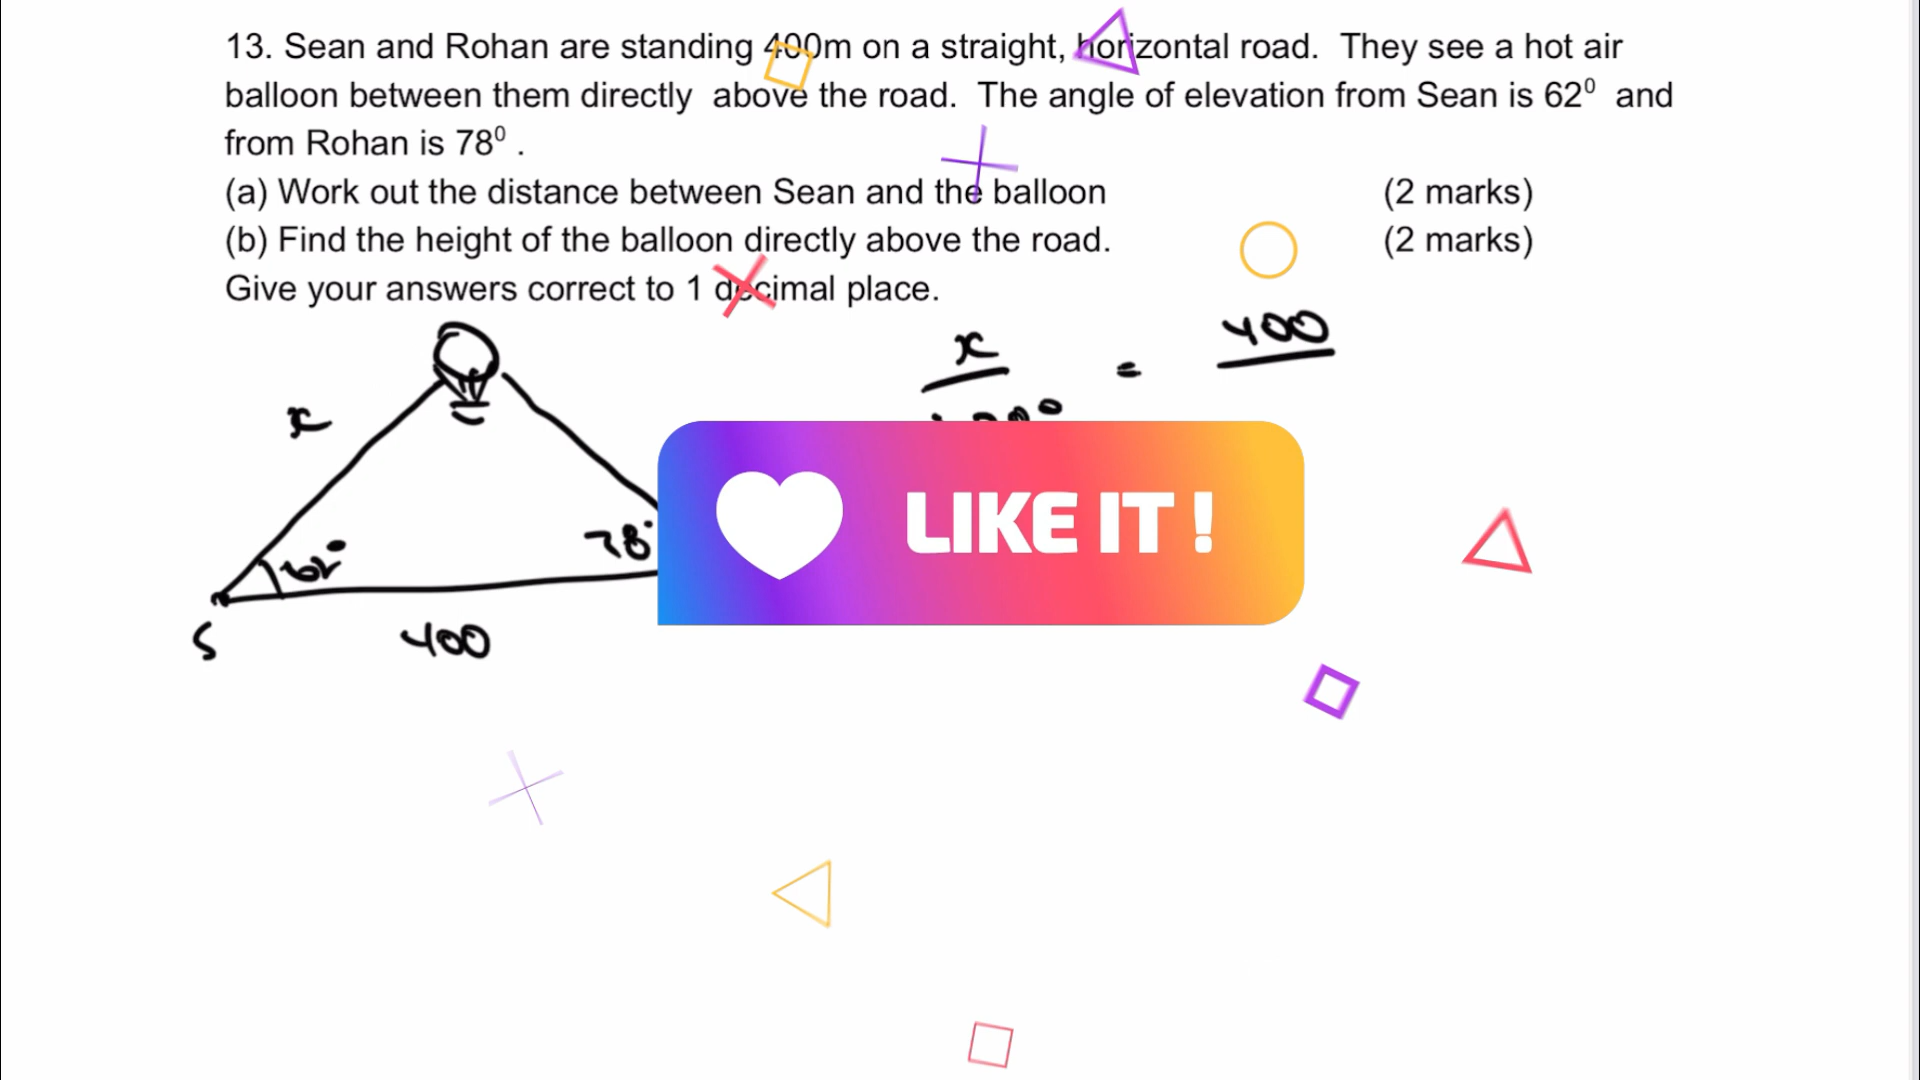 13. Sean and Rohan are standing 400m on a straight, horizontal road. They see a hot air
balloon between them directly above the road. The angle of elevation from Sean is 62⁰ and
from Rohan is 78⁰ .
(a) Work out the distance between Sean and the balloon (2 marks)
(b) Find the height of the balloon directly above the road. (2 marks)
Give your answers correct to 1 decimal place.
x = 400
x
LIKE IT !
62° 78°
S 400